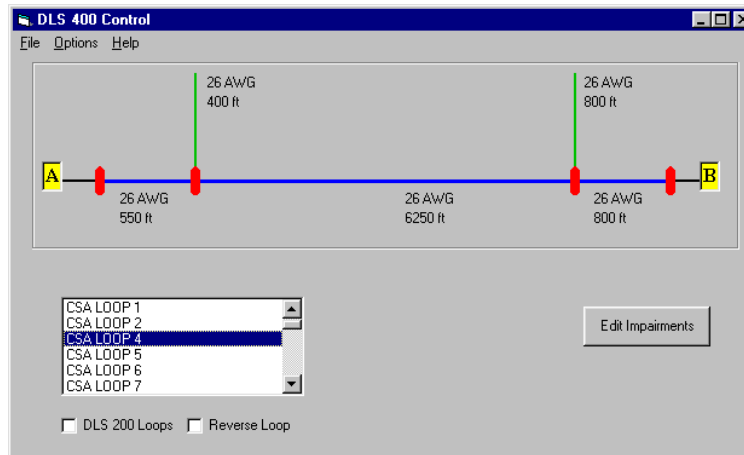 DLS 400 Control
File Options Help
26 AWG
400 ft
26 AWG
800 ft
A
B
26 AWG
550 ft
26 AWG
6250 ft
26 AWG
800 ft
CSA LOOP 1
CSA LOOP 2
CSA LOOP 4
CSA LOOP 5
CSA LOOP 6
CSA LOOP 7
Edit Impairments
DLS 200 Loops Reverse Loop